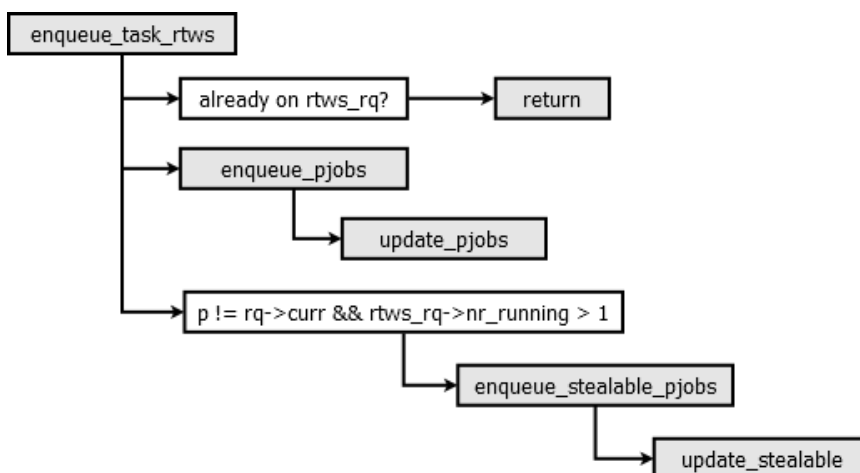 enqueue_task_rtws
already on rtws_rq?
return
enqueue_pjobs
update_pjobs
p != rq->curr && rtws_rq->nr_running > 1
enqueue_stealable_pjobs
update_stealable